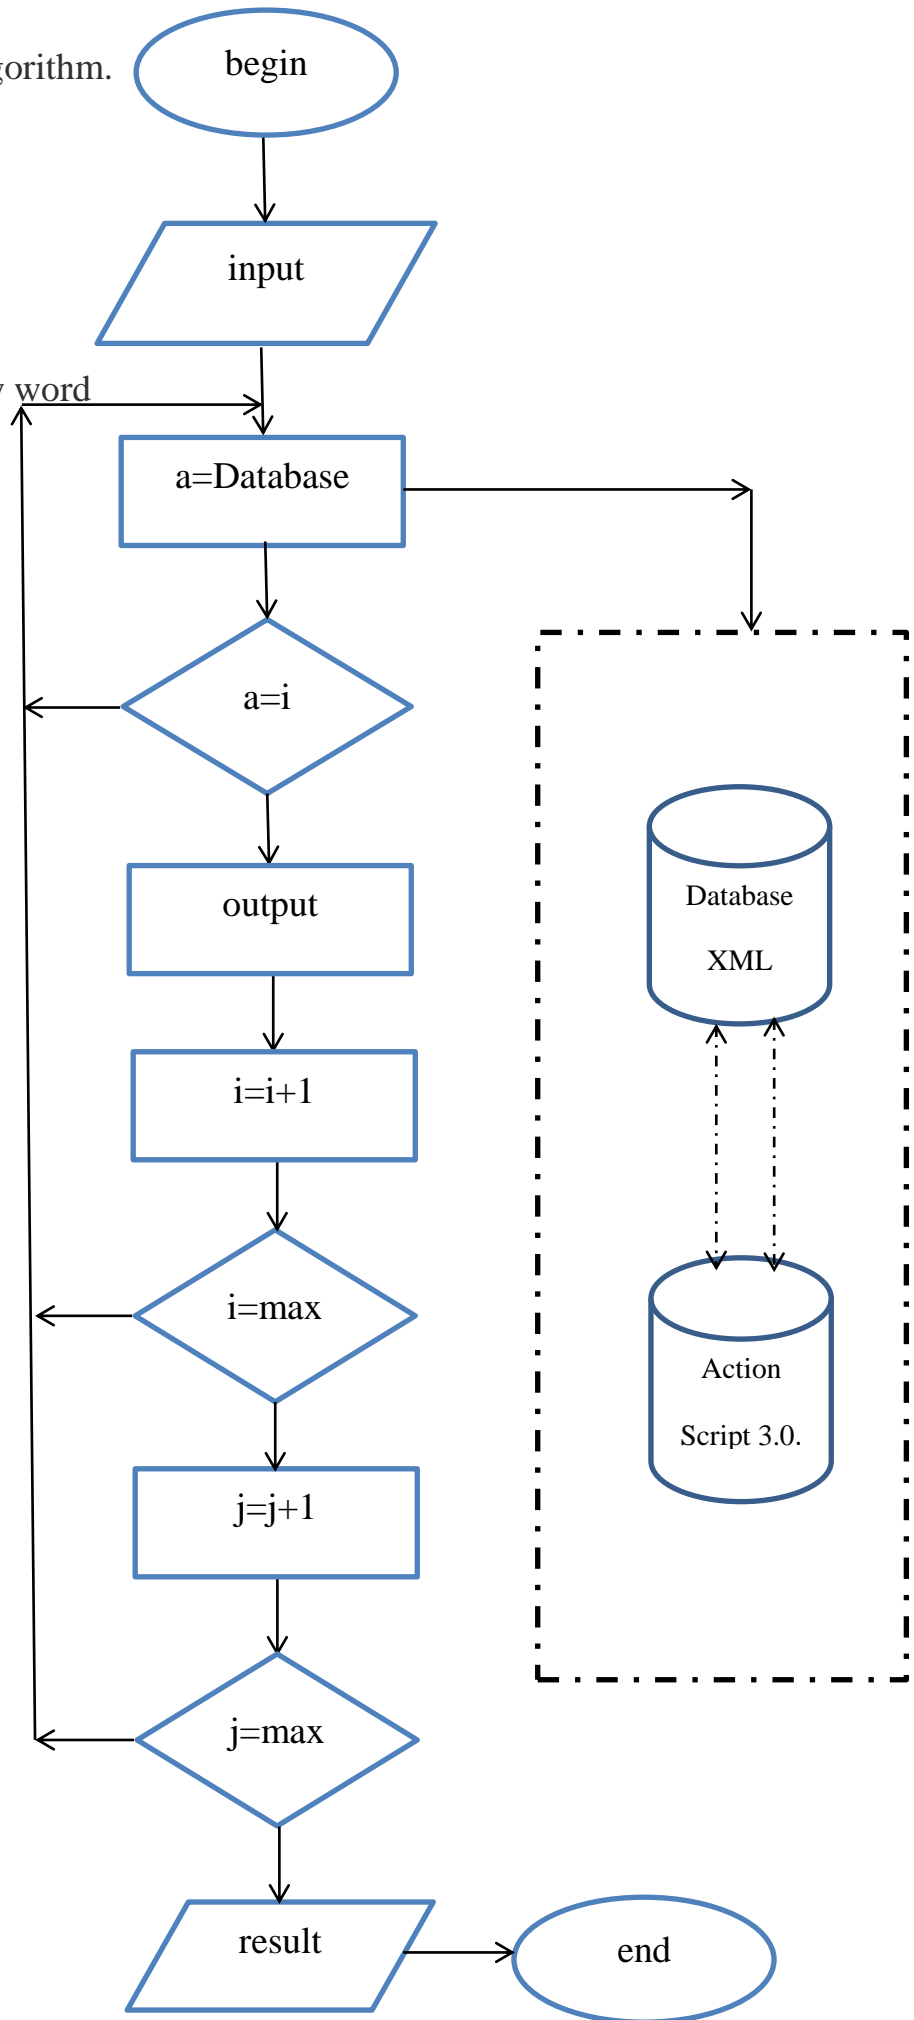 gorithm.
begin
input
word
a=Database
a=i
output
Database
XML
i=i+1
i=max
Action
Script 3.0.
j=j+1
j=max
result
end